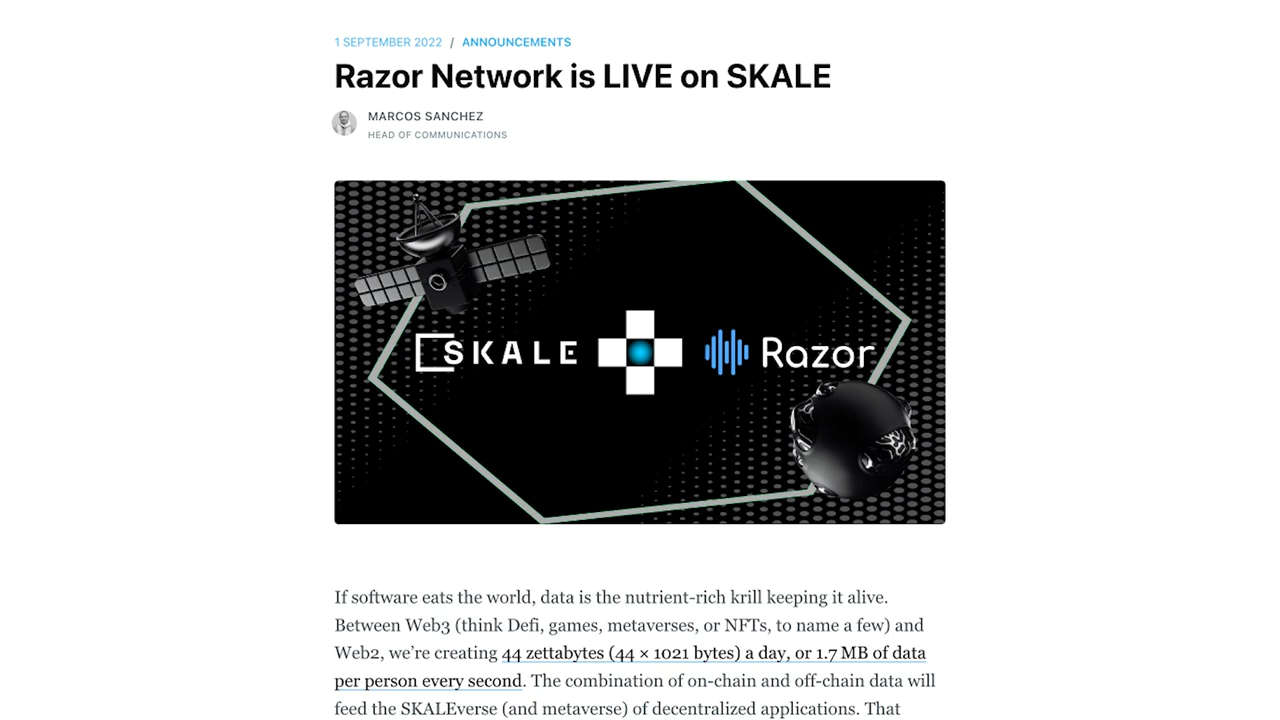 1 SEPTEMBER 2022 / ANNOUNCEMENTS
Razor Network is LIVE on SKALE
MARCOS SANCHEZ
HEAD OF COMMUNICATIONS
SKALE Razor
If software eats the world, data is the nutrient-rich krill keeping it alive.
Between Web3 (think Defi, games, metaverses, or NFTs, to name a few) and
Web2, we’re creating 44 zettabytes (44 × 1021 bytes) a day, or 1.7 MB of data
per person every second. The combination of on-chain and off-chain data will
feed the SKALEverse (and metaverse) of decentralized applications. That